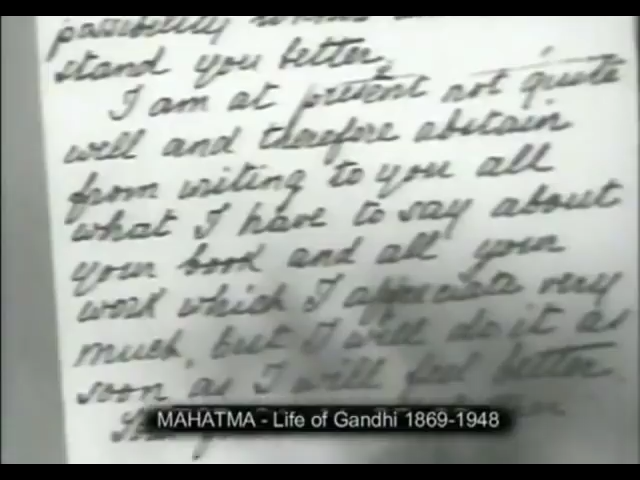 possibility
stand you better.
I am at present not quite
well and therefore abstain
from writing to you all
what I have to say about
your book and all your
work which I appreciate very
much, but I will do it as
soon as I will feel better.
MAHATMA - Life of Gandhi 1869-1948